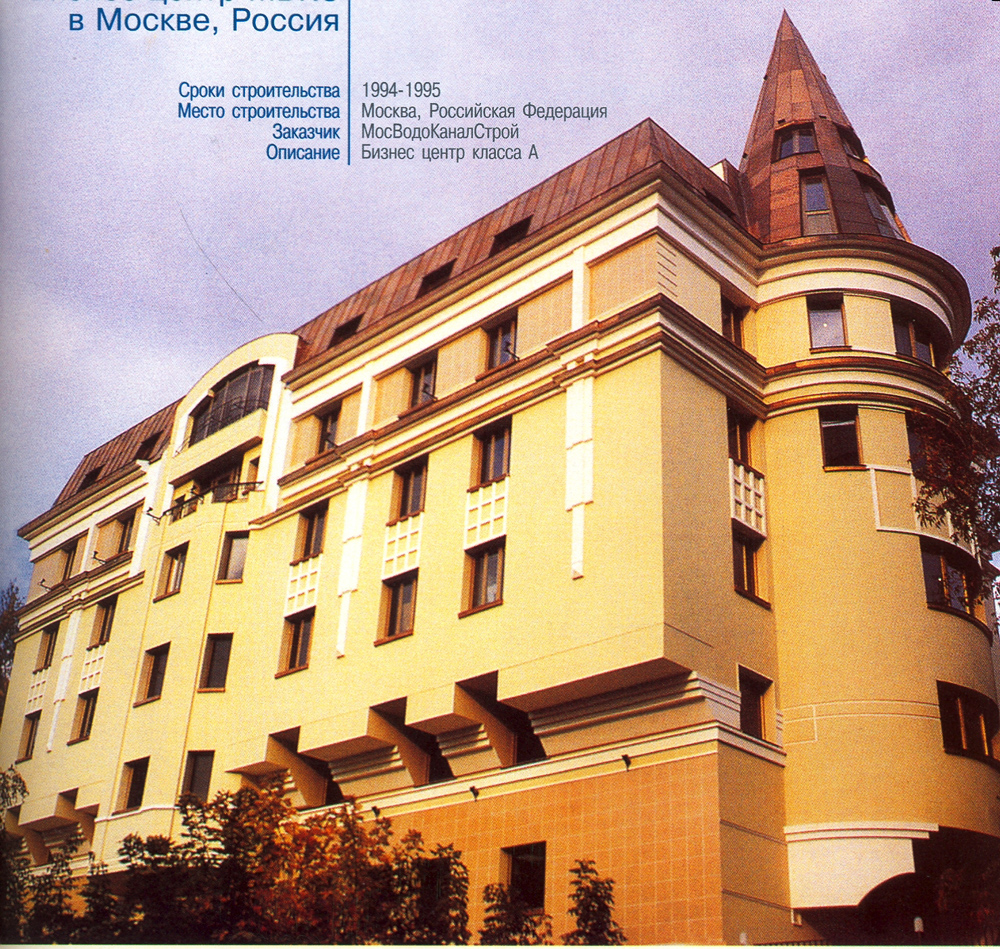 в Москве, Россия
Сроки строительства 1994-1995
Место строительства Москва, Российская Федерация
Заказчик МосВодоКаналСтрой
Описание Бизнес центр класса А